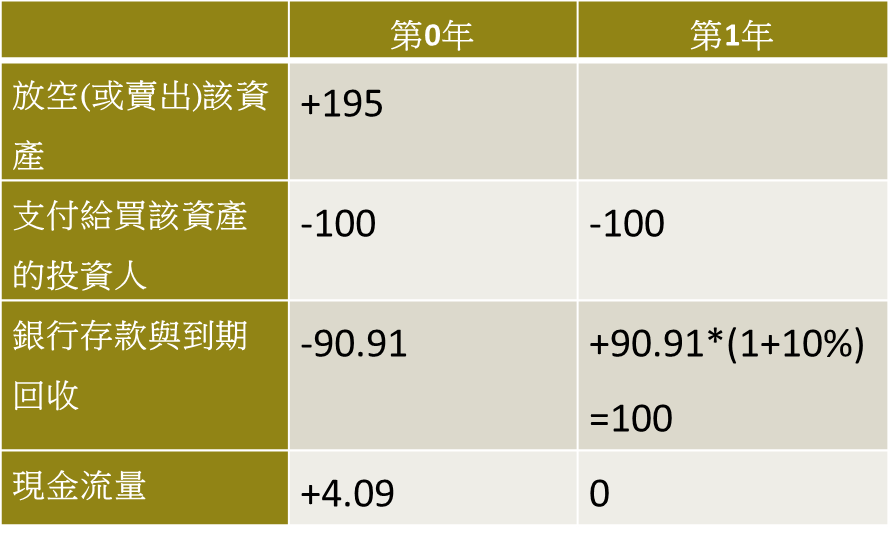 第0年 第1年
放空(或賣出)該資 +195
產
支付給買該資產 -100 -100
的投資人
銀行存款與到期 -90.91 +90.91*(1+10%)
回收 =100
現金流量 +4.09 0